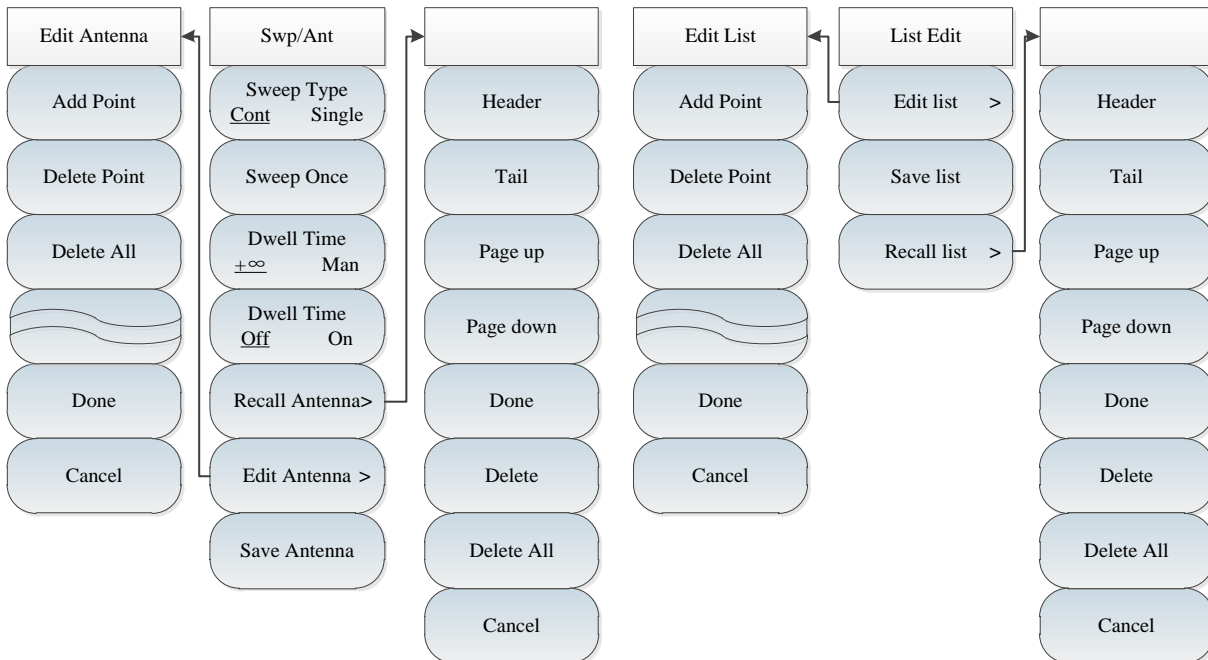 Edit Antenna
Add Point
Delete Point
Delete All
Done
Cancel
Swp/Ant
Sweep Type
Cont Single
Sweep Once
Dwell Time
+∞ Man
Dwell Time
Off On
Recall Antenna>
Edit Antenna >
Save Antenna
Header
Tail
Page up
Page down
Done
Delete
Delete All
Cancel
Edit List
Add Point
Delete Point
Delete All
Done
Cancel
List Edit
Edit list >
Save list
Recall list >
Header
Tail
Page up
Page down
Done
Delete
Delete All
Cancel